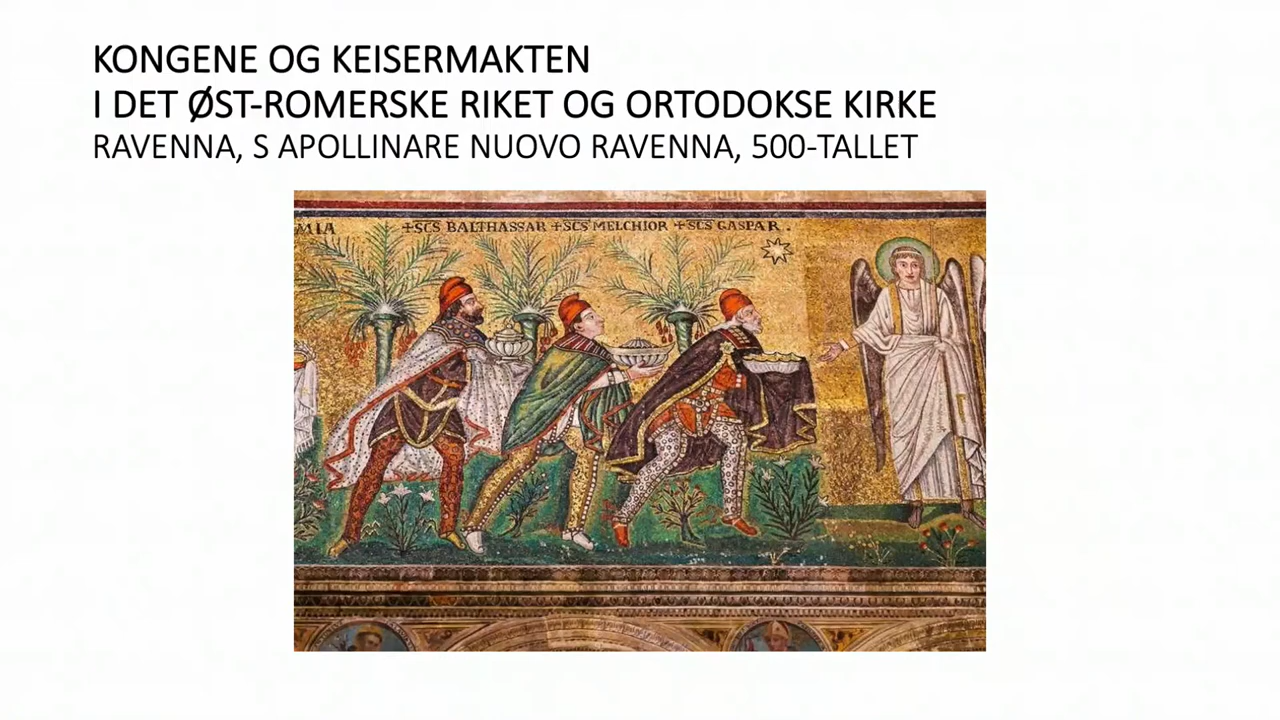 KONGENE OG KEISERMAKTEN
I DET ØST-ROMERSKE RIKET OG ORTODOKSE KIRKE
RAVENNA, S APOLLINARE NUOVO RAVENNA, 500-TALLET
MIA +SCS BALTHASSAR +SCS MELCHIOR +SCS GASPAR.